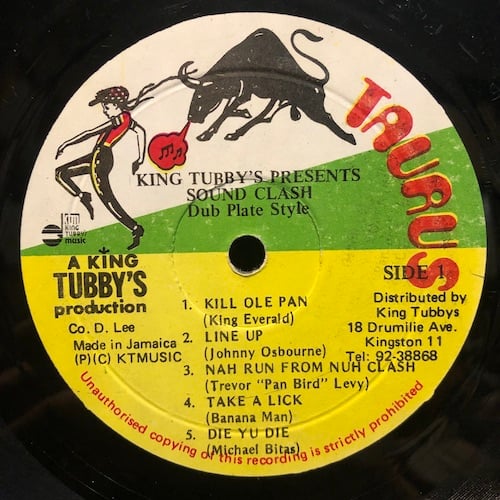 TAURUS
KING TUBBY'S PRESENTS
SOUND CLASH
Dub Plate Style
KING
TUBBYS
music
A KING
TUBBY'S
production
Co. D. Lee
Made in Jamaica
(P)(C) KTMUSIC
SIDE 1
1. KILL OLE PAN
(King Everald)
2. LINE UP
(Johnny Osbourne)
3. NAH RUN FROM NUH CLASH
(Trevor "Pan Bird" Levy)
4. TAKE A LICK
(Banana Man)
5. DIE YU DIE
(Michael Bitas)
Distributed by
King Tubbys
18 Drumilie Ave.
Kingston 11
Tel: 92-38868
Unauthorised copying of this recording is strictly prohibited